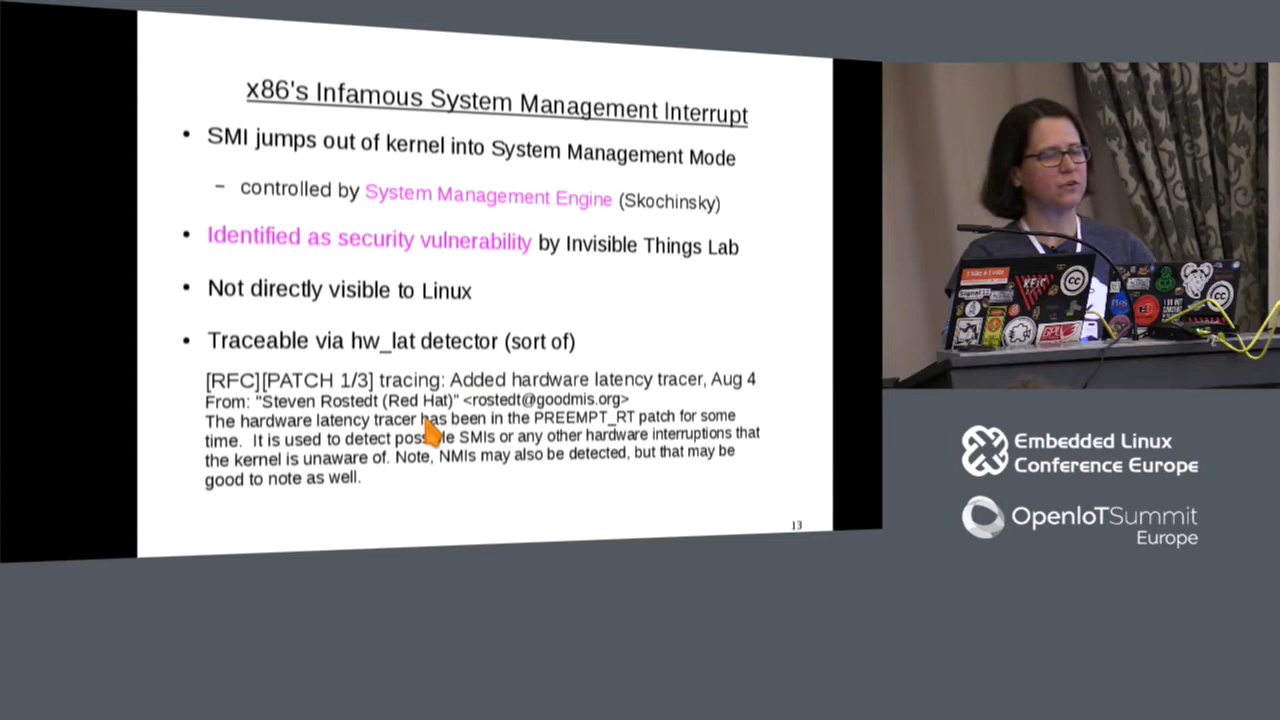 x86's Infamous System Management Interrupt
• SMI jumps out of kernel into System Management Mode
– controlled by System Management Engine (Skochinsky)
• Identified as security vulnerability by Invisible Things Lab
• Not directly visible to Linux
• Traceable via hw_lat detector (sort of)
[RFC][PATCH 1/3] tracing: Added hardware latency tracer, Aug 4
From: "Steven Rostedt (Red Hat)" <rostedt@goodmis.org>
The hardware latency tracer has been in the PREEMPT_RT patch for some
time. It is used to detect SMIs or any other hardware interruptions that
the kernel is unaware of. Note, NMIs may also be detected, but that may be
good to note as well.
13
cc
cc
Embedded Linux
Conference Europe
OpenIoTSummit
Europe